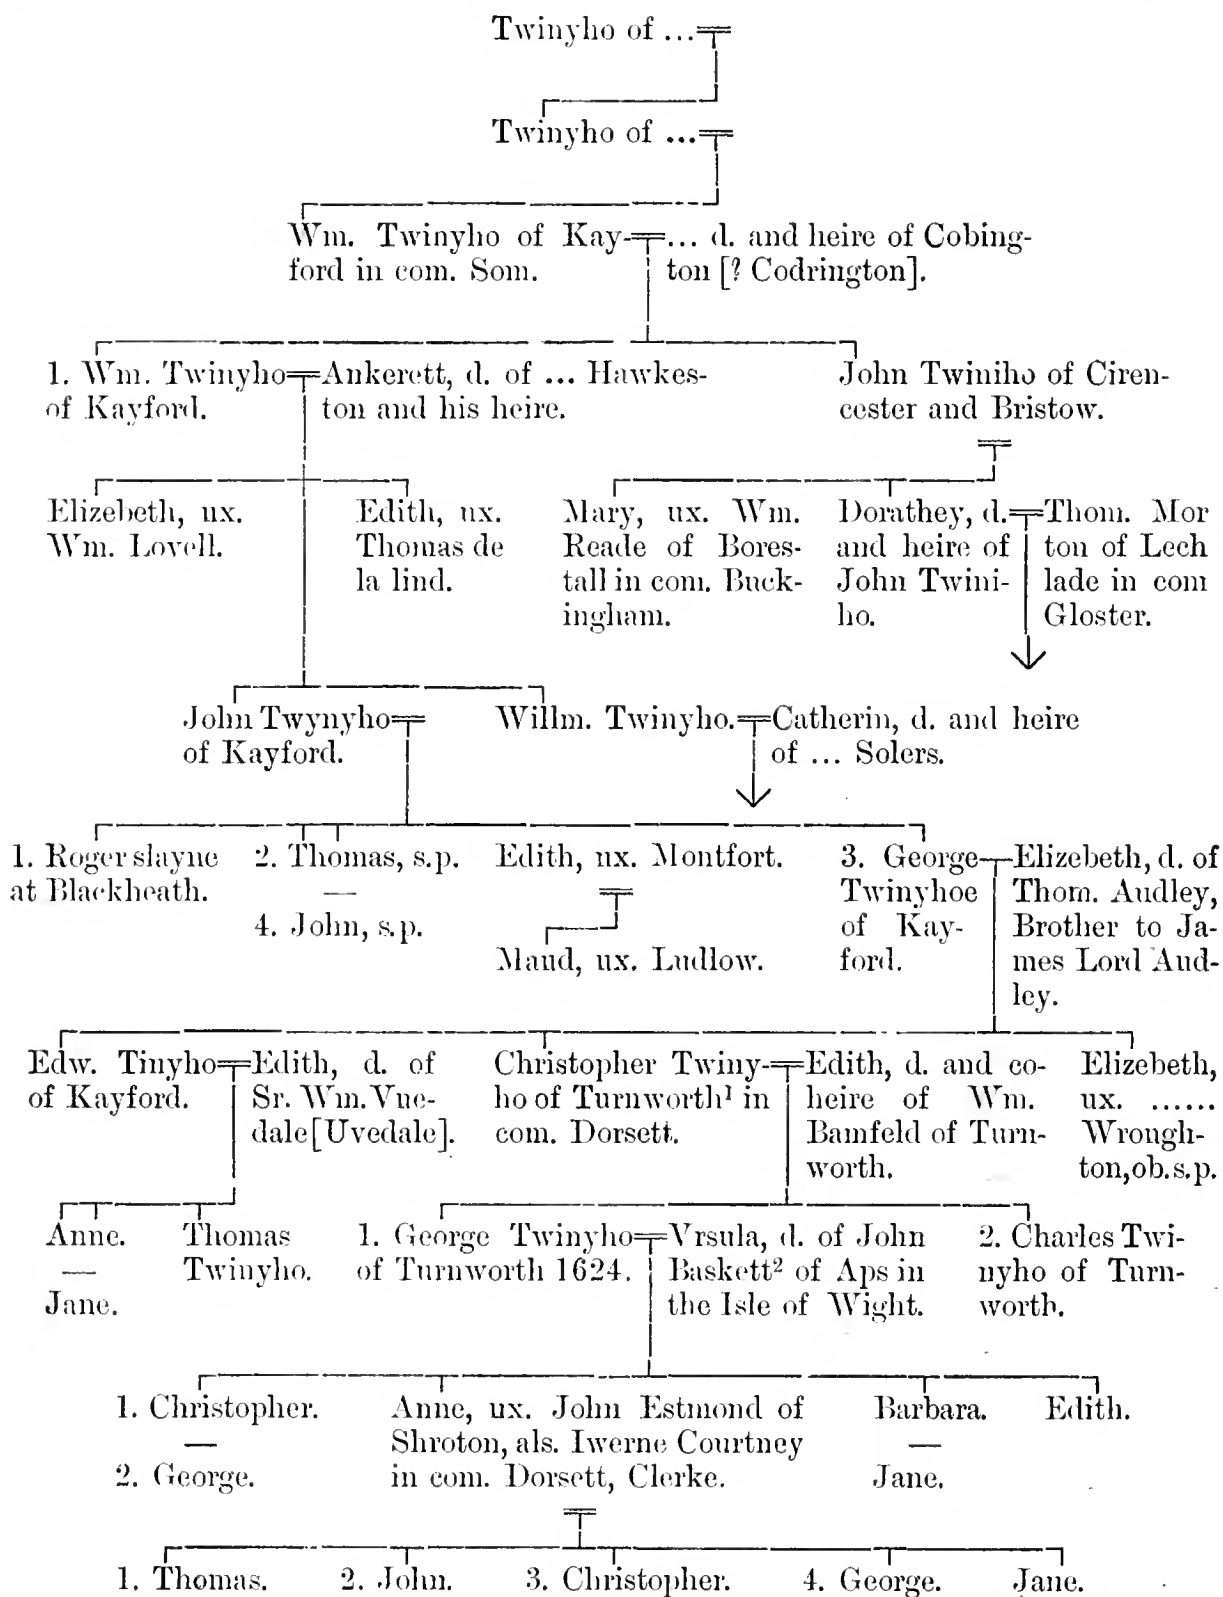 Twinyho of ...
Twinyho of ...
Wm. Twinyho of Kay-
ford in com. Som.
... d. and heire of Cobing-
ton [? Codrington].
1. Wm. Twinyho
of Kayford.
Ankerett, d. of ... Hawkes-
ton and his heire.
John Twiniho of Ciren-
cester and Bristow.
Elizebeth, ux.
Wm. Lovell.
Edith, ux.
Thomas de
la lind.
Mary, ux. Wm.
Reade of Bores-
tall in com. Buck-
ingham.
Dorathey, d.
and heire of
John Twini-
ho.
Thom. Mor
ton of Lech
lade in com
Gloster.
John Twynyho
of Kayford.
Willm. Twinyho.
Catherin, d. and heire
of ... Solers.
1. Roger slayne
at Blackheath.
2. Thomas, s.p.
—
4. John, s.p.
Edith, ux. Montfort.
Maud, ux. Ludlow.
3. George
Twinyhoe
of Kay-
ford.
Elizebeth, d. of
Thom. Audley,
Brother to Ja-
mes Lord Aud-
ley.
Edw. Tinyho
of Kayford.
Edith, d. of
Sr. Wm. Vue-
dale [Uvedale].
Christopher Twiny-
ho of Turnworth¹ in
com. Dorsett.
Edith, d. and co-
heire of Wm.
Bamfeld of Turn-
worth.
Elizebeth,
ux. ......
Wrough-
ton, ob. s.p.
Anne.
—
Jane.
Thomas
Twinyho.
1. George Twinyho
of Turnworth 1624.
Vrsula, d. of John
Baskett² of Aps in
the Isle of Wight.
2. Charles Twi-
nyho of Turn-
worth.
1. Christopher.
—
2. George.
Anne, ux. John Estmond of
Shroton, als. Iwerne Courtney
in com. Dorsett, Clerke.
Barbara.
—
Jane.
Edith.
1. Thomas.
2. John.
3. Christopher.
4. George.
Jane.